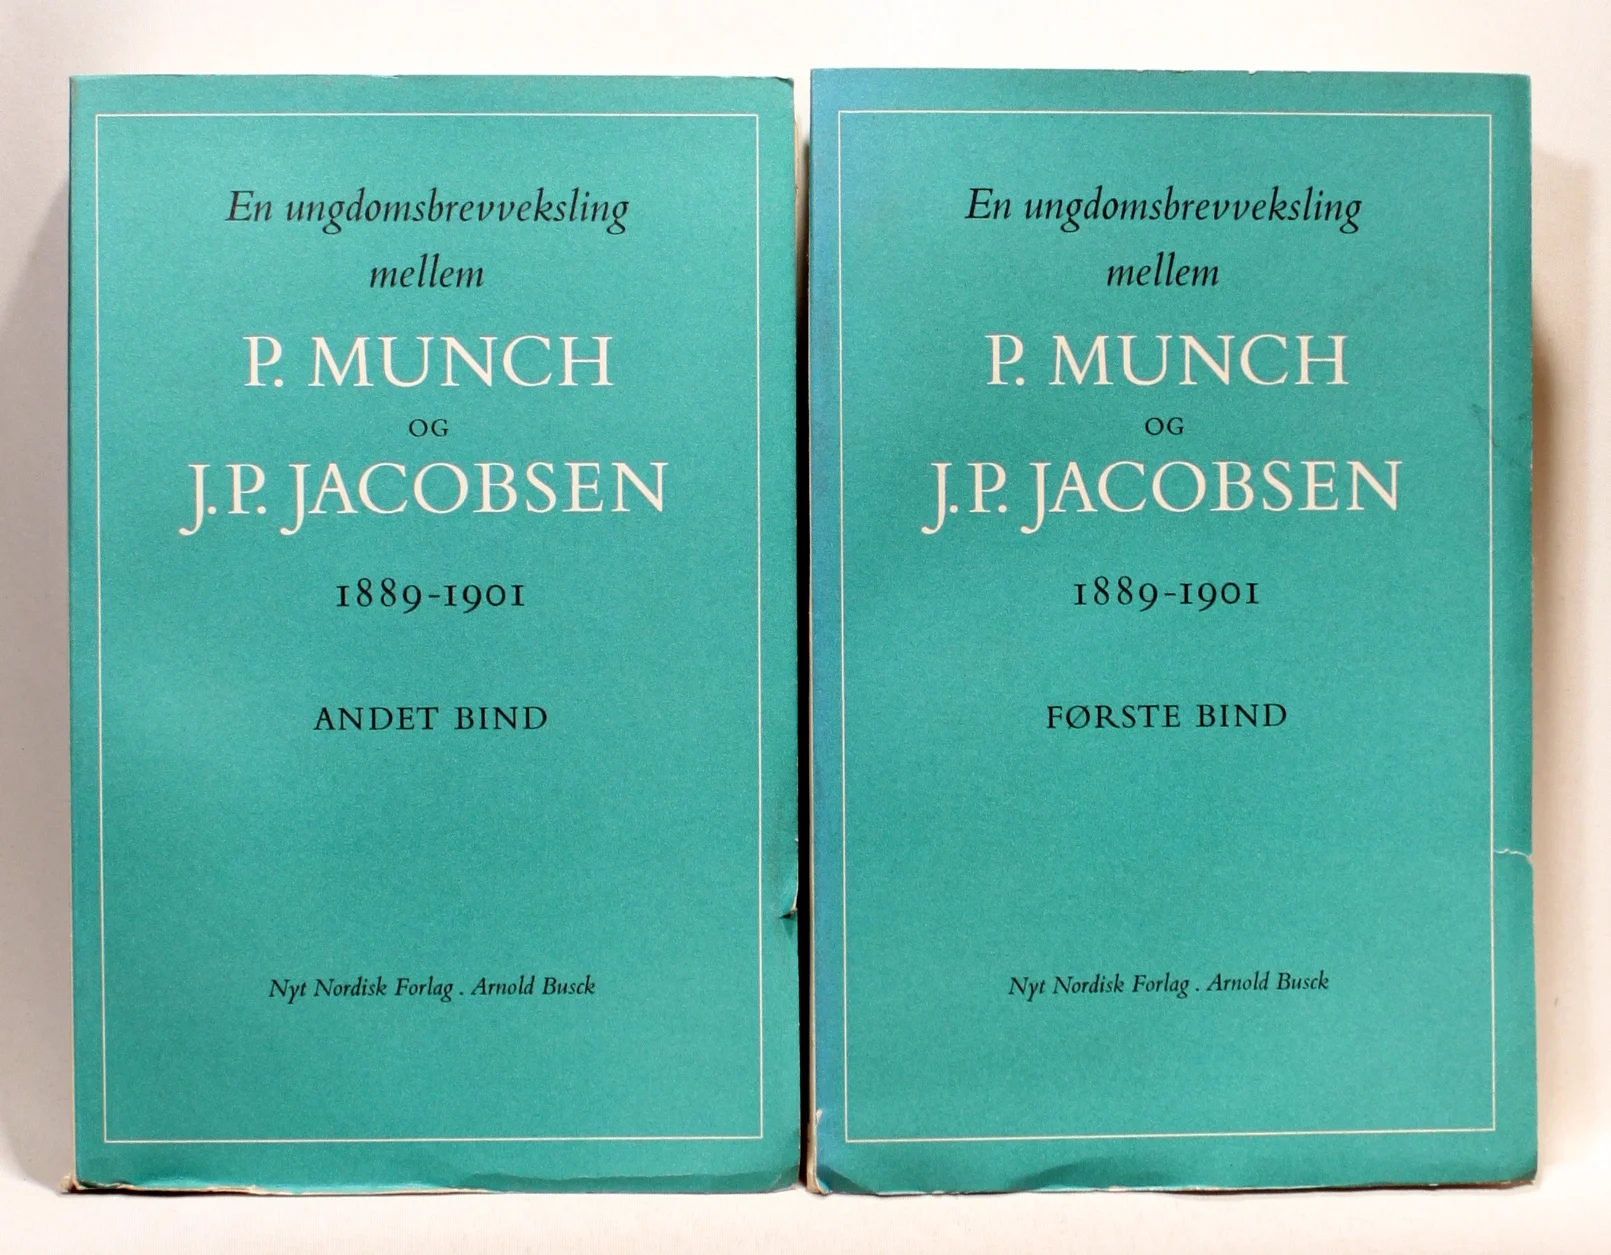 En ungdomsbrevveksling
mellem
P. MUNCH
OG
J.P. JACOBSEN
1889-1901
ANDET BIND
Nyt Nordisk Forlag . Arnold Busck
En ungdomsbrevveksling
mellem
P. MUNCH
OG
J.P. JACOBSEN
1889-1901
FØRSTE BIND
Nyt Nordisk Forlag . Arnold Busck